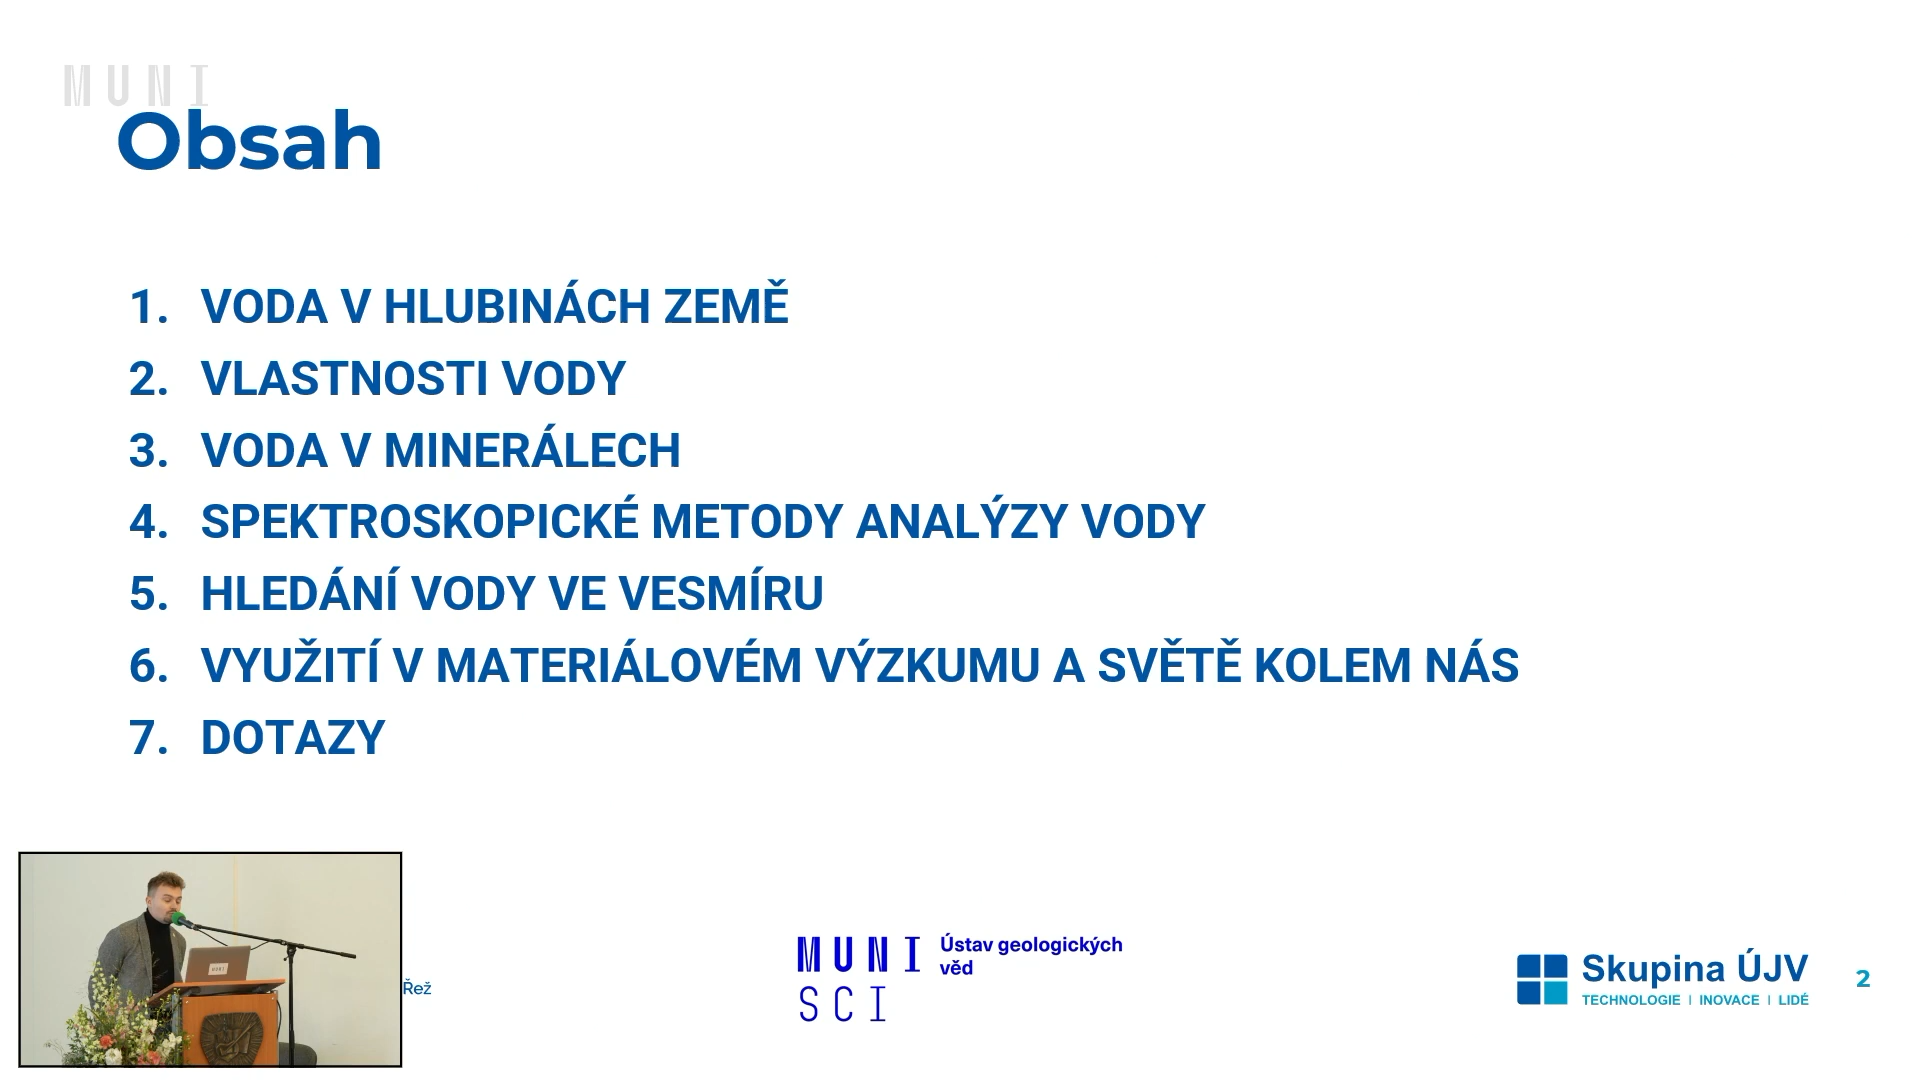 MUNI
Obsah
1. VODA V HLUBINÁCH ZEMĚ
2. VLASTNOSTI VODY
3. VODA V MINERÁLECH
4. SPEKTROSKOPICKÉ METODY ANALÝZY VODY
5. HLEDÁNÍ VODY VE VESMÍRU
6. VYUŽITÍ V MATERIÁLOVÉM VÝZKUMU A SVĚTĚ KOLEM NÁS
7. DOTAZY
MUNI
Řež
MUNI
SCI
Ústav geologických
věd
Skupina ÚJV
TECHNOLOGIE | INOVACE | LIDÉ
2